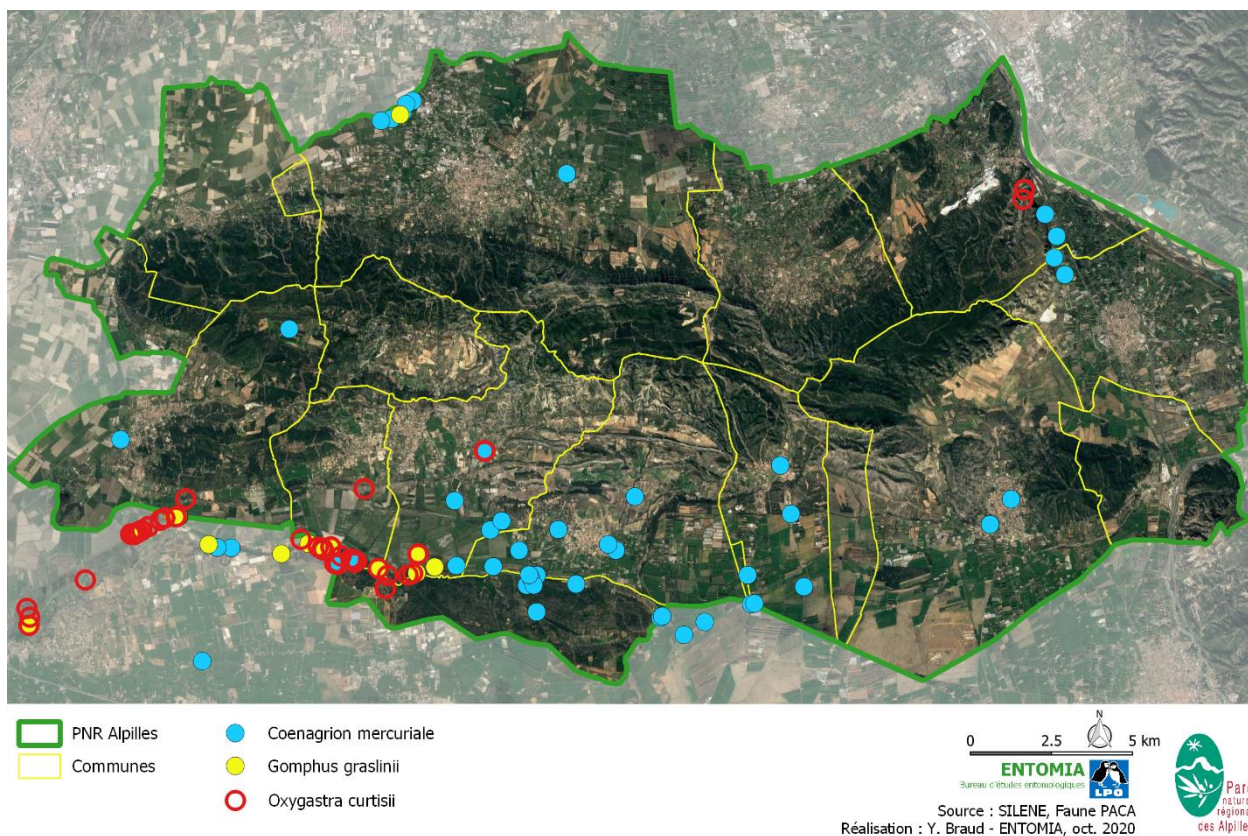 PNR Alpilles
Communes
Coenagrion mercuriale
Gomphus graslinii
Oxygastra curtisii
N
0 2.5 5 km
ENTOMIA
Bureau d'études entomologiques
LPO
Source : SILENE, Faune PACA
Réalisation : Y. Braud - ENTOMIA, oct. 2020
Parc
naturel
régional
des Alpilles